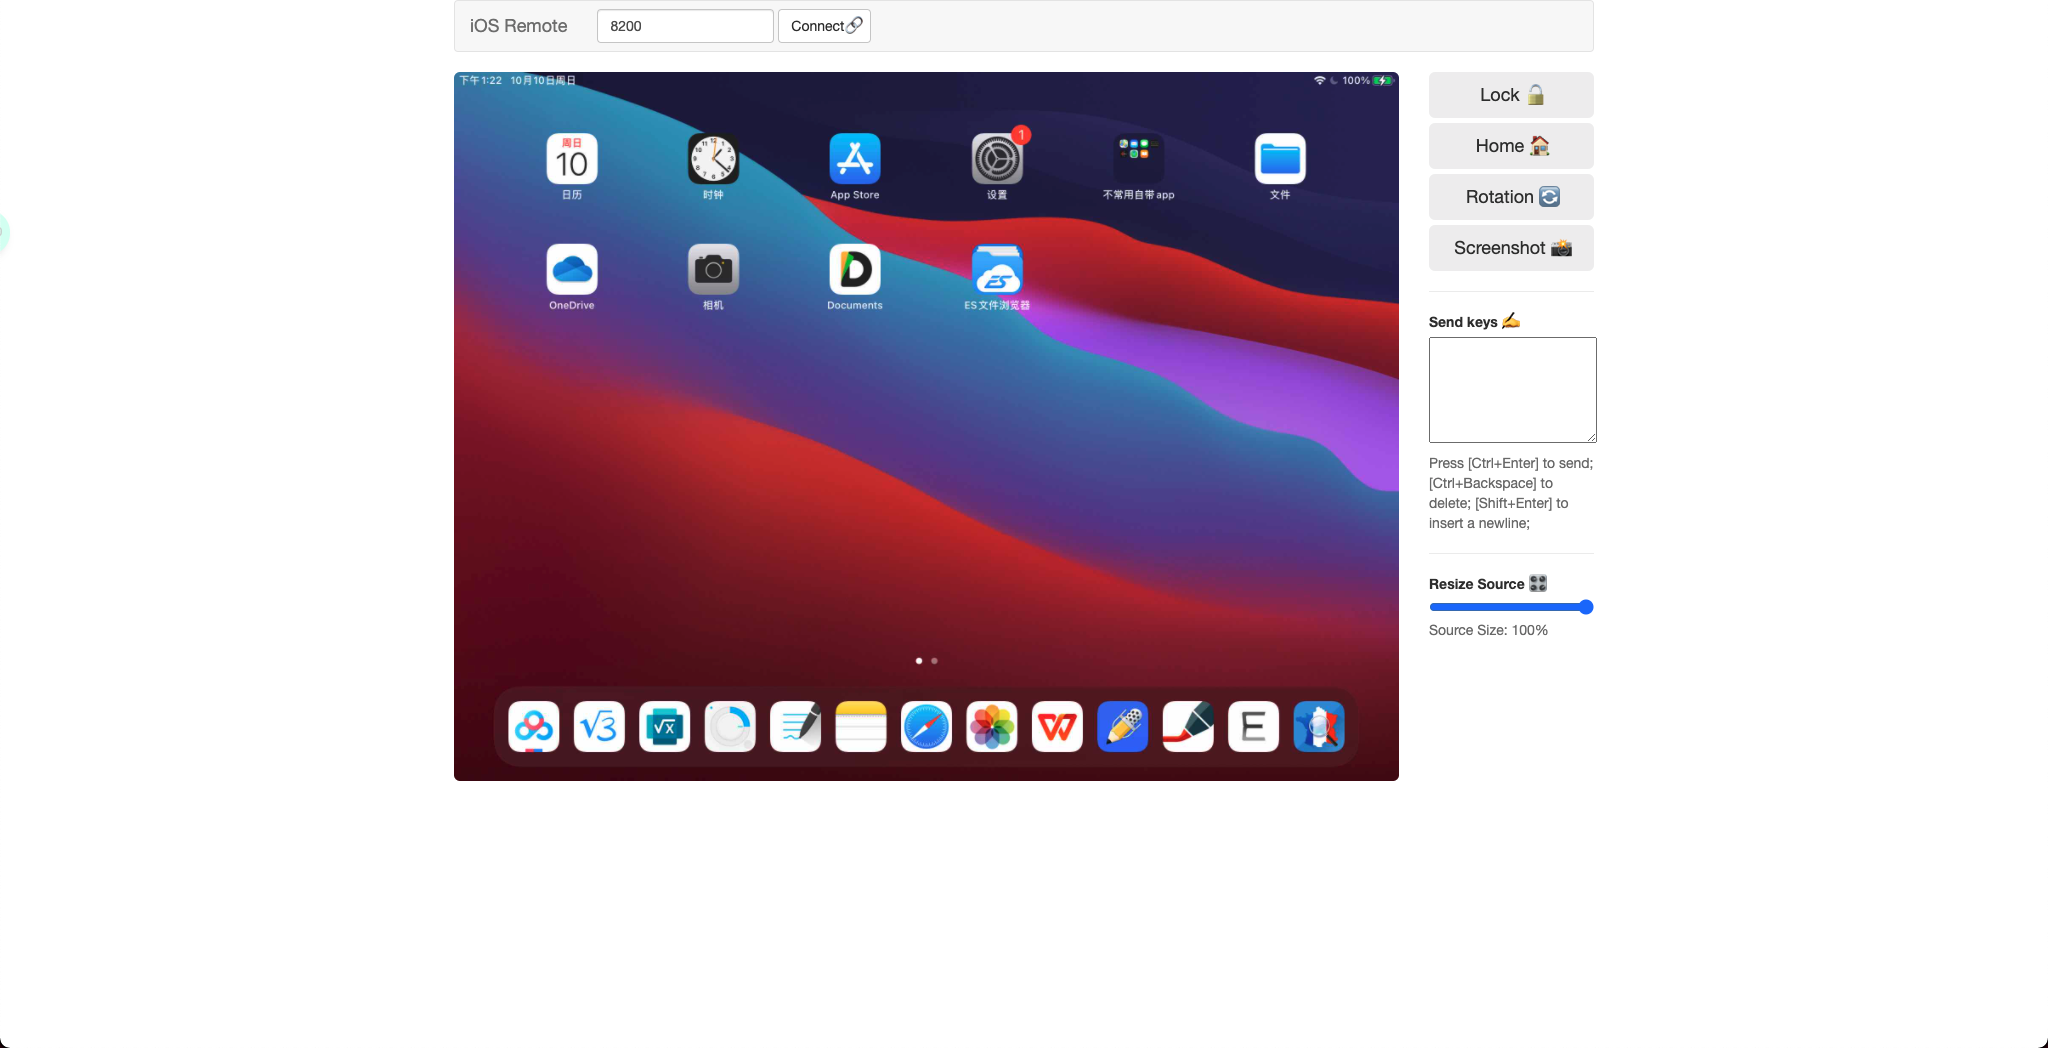 iOS Remote
8200
Connect🔗
下午1:22 10月10日周日
100%
Lock 🔓
Home 🏠
Rotation 🔄
Screenshot 📸
1
周日
10
日历
时钟
App Store
设置
不常用自带app
文件
OneDrive
相机
Documents
ES
ES文件浏览器
Send keys ✍️
Press [Ctrl+Enter] to send;
[Ctrl+Backspace] to
delete; [Shift+Enter] to
insert a newline;
Resize Source 🎛️
Source Size: 100%
√3
√x
W
E